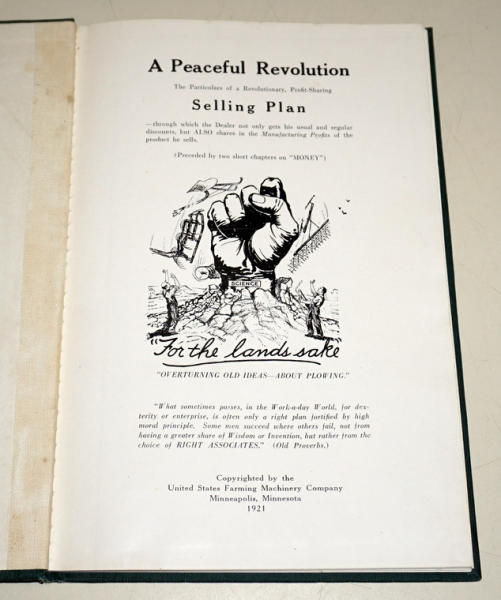 A Peaceful Revolution
The Particulars of a Revolutionary, Profit-Sharing
Selling Plan
—through which the Dealer not only gets his usual and regular
discounts, but ALSO shares in the Manufacturing Profits of
the product he sells.
(Preceded by two short chapters on "MONEY")
SCIENCE
"For the lands sake"
"OVERTURNING OLD IDEAS—ABOUT PLOWING."
"What sometimes passes, in the Work-a-day World, for dex-
terity or enterprise, is often only a right plan fortified by high
moral principle. Some men succeed where others fail, not from
having a greater share of Wisdom or Invention, but rather from the
choice of RIGHT ASSOCIATES." (Old Proverbs.)
Copyrighted by the
United States Farming Machinery Company
Minneapolis, Minnesota
1921